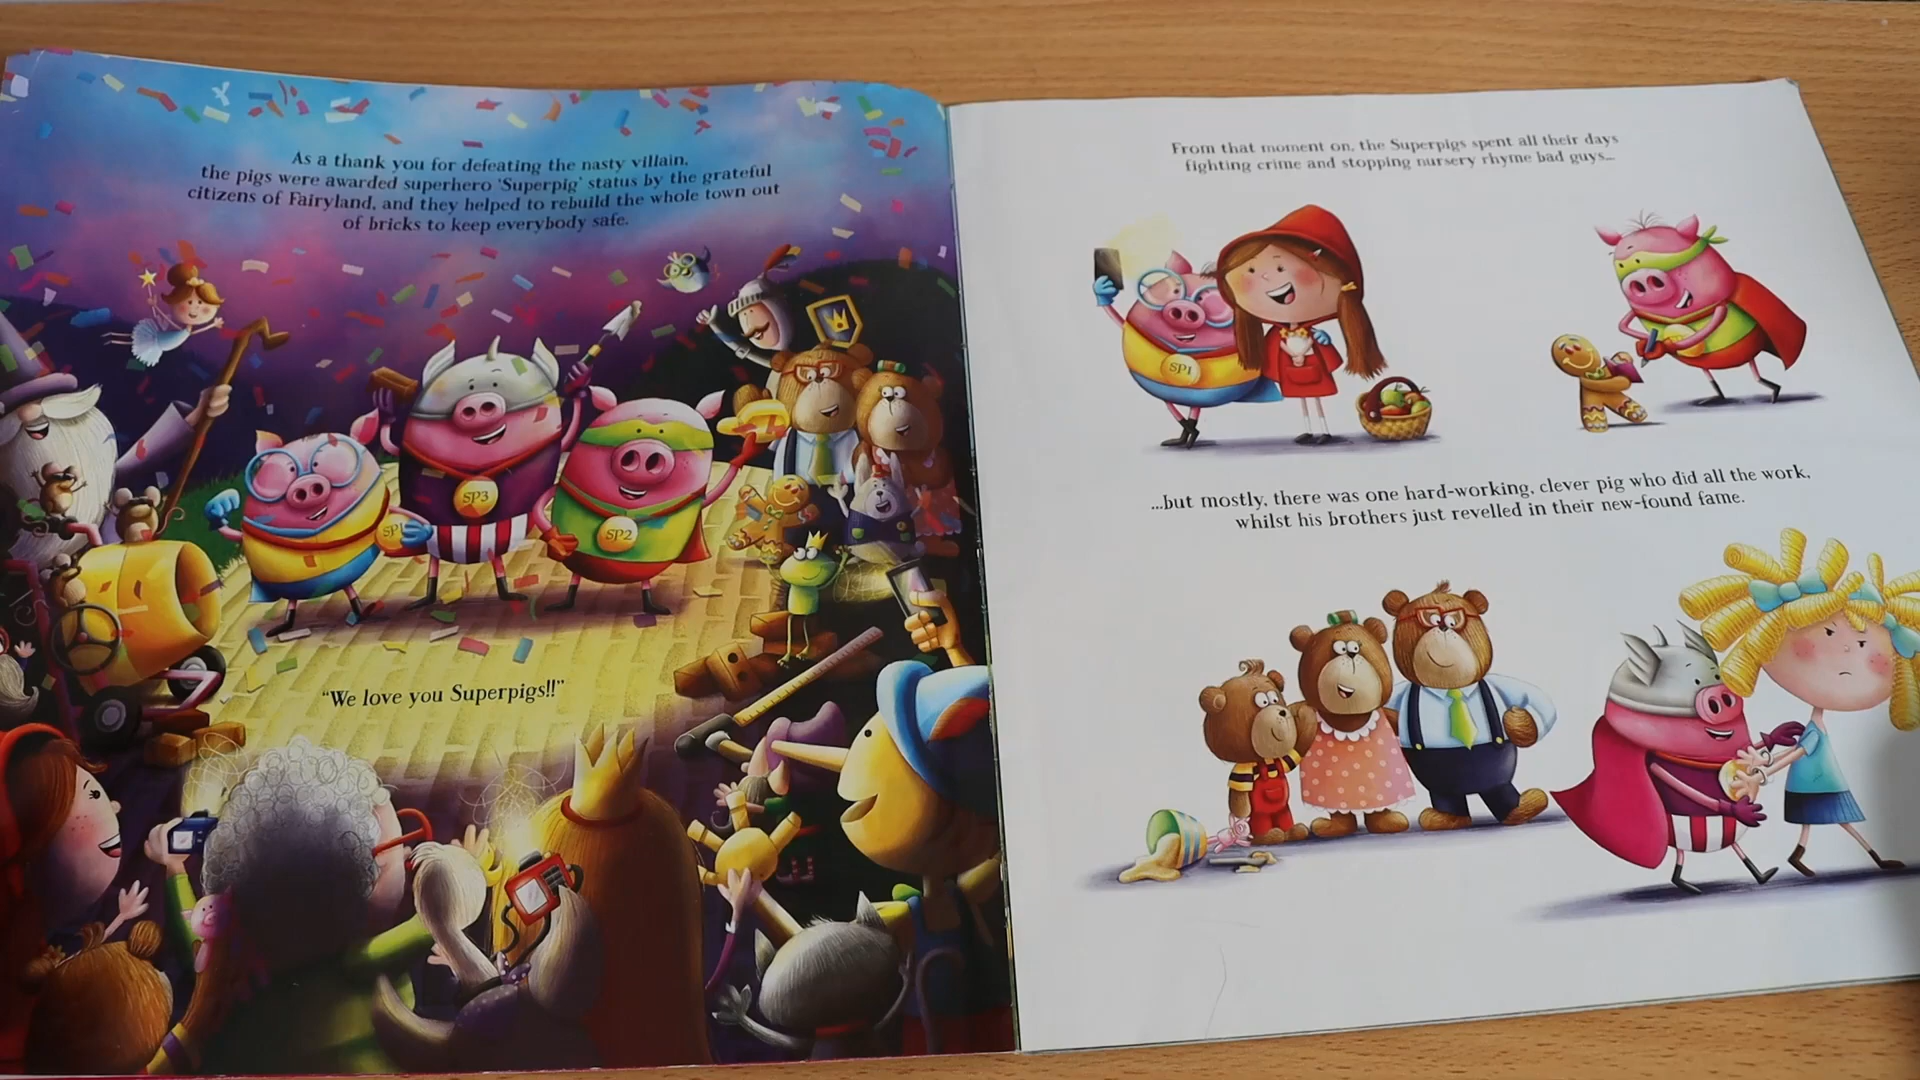 As a thank you for defeating the nasty villain,
the pigs were awarded superhero 'Superpig' status by the grateful
citizens of Fairyland, and they helped to rebuild the whole town out
of bricks to keep everybody safe.
SP1
SP3
SP2
"We love you Superpigs!!"
From that moment on, the Superpigs spent all their days
fighting crime and stopping nursery rhyme bad guys...
SP1
...but mostly, there was one hard-working, clever pig who did all the work,
whilst his brothers just revelled in their new-found fame.